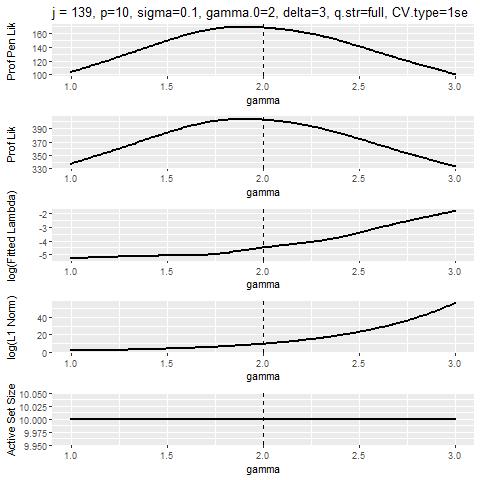 j = 139, p=10, sigma=0.1, gamma.0=2, delta=3, q.str=full, CV.type=1se
Prof Pen Lik
160
140
120
100
1.0 1.5 2.0 2.5 3.0
gamma
Prof Lik
390
370
350
330
1.0 1.5 2.0 2.5 3.0
gamma
log(Fitted Lambda)
-2
-3
-4
-5
1.0 1.5 2.0 2.5 3.0
gamma
log(L1 Norm)
40
20
0
1.0 1.5 2.0 2.5 3.0
gamma
Active Set Size
10.050
10.025
10.000
9.975
9.950
1.0 1.5 2.0 2.5 3.0
gamma